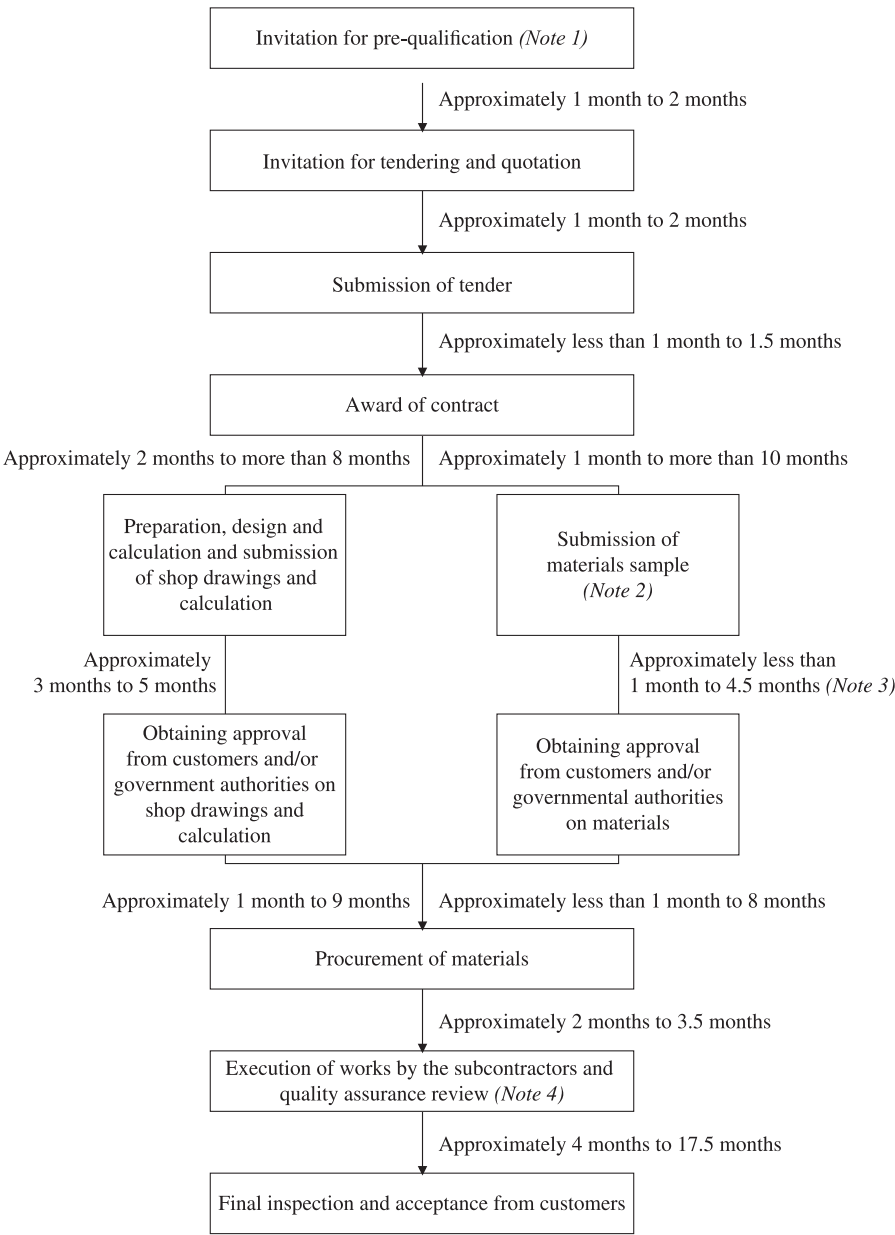 Invitation for pre-qualification (Note 1)
Approximately 1 month to 2 months
Invitation for tendering and quotation
Approximately 1 month to 2 months
Submission of tender
Approximately less than 1 month to 1.5 months
Award of contract
Approximately 2 months to more than 8 months
Approximately 1 month to more than 10 months
Preparation, design and
calculation and submission
of shop drawings and
calculation
Submission of
materials sample
(Note 2)
Approximately
3 months to 5 months
Approximately less than
1 month to 4.5 months (Note 3)
Obtaining approval
from customers and/or
government authorities on
shop drawings and
calculation
Obtaining approval
from customers and/or
governmental authorities
on materials
Approximately 1 month to 9 months
Approximately less than 1 month to 8 months
Procurement of materials
Approximately 2 months to 3.5 months
Execution of works by the subcontractors and
quality assurance review (Note 4)
Approximately 4 months to 17.5 months
Final inspection and acceptance from customers